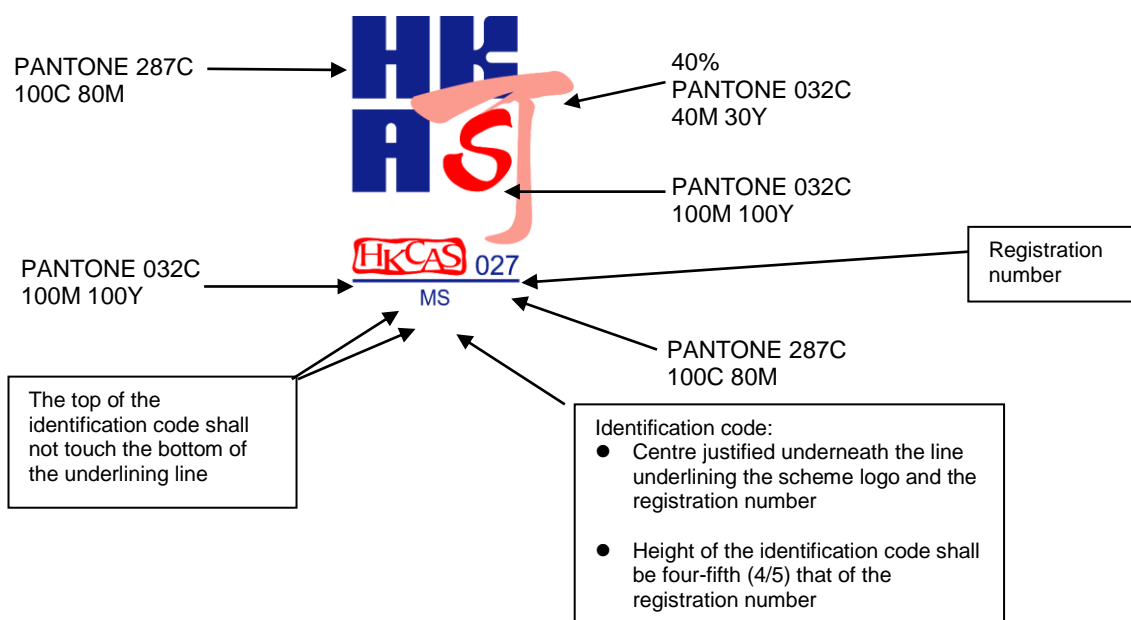 HK
AS
PANTONE 287C
100C 80M
40%
PANTONE 032C
40M 30Y
PANTONE 032C
100M 100Y
HKCAS 027
MS
PANTONE 032C
100M 100Y
Registration
number
PANTONE 287C
100C 80M
The top of the
identification code shall
not touch the bottom of
the underlining line
Identification code:
● Centre justified underneath the line
underlining the scheme logo and the
registration number
● Height of the identification code shall
be four-fifth (4/5) that of the
registration number